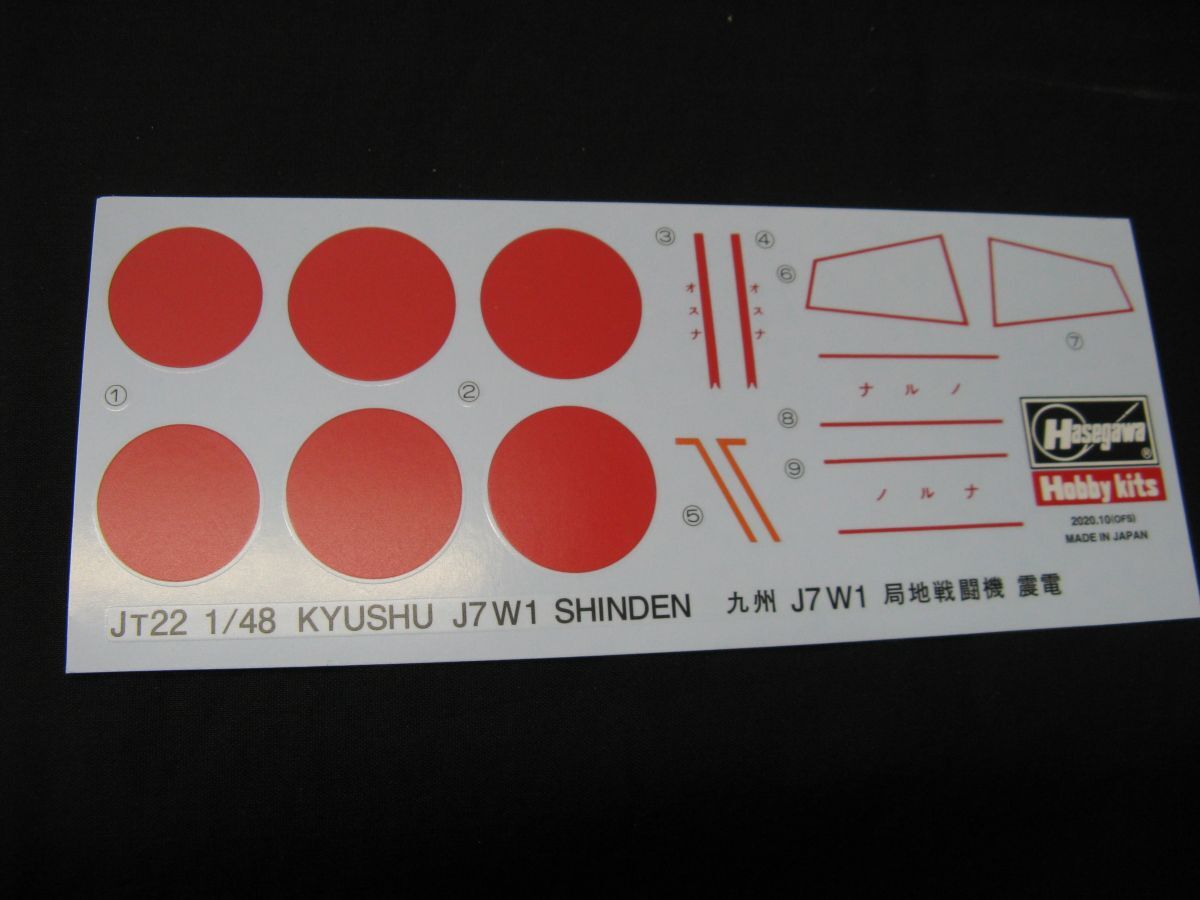 ①
②
③
オスナ
④
オスナ
⑤
⑥
⑦
⑧
ナルノ
⑨
ノルナ
Hasegawa®
Hobby kits
2020.10(OFS)
MADE IN JAPAN
JT22 1/48 KYUSHU J7W1 SHINDEN 九州 J7W1 局地戦闘機 震電